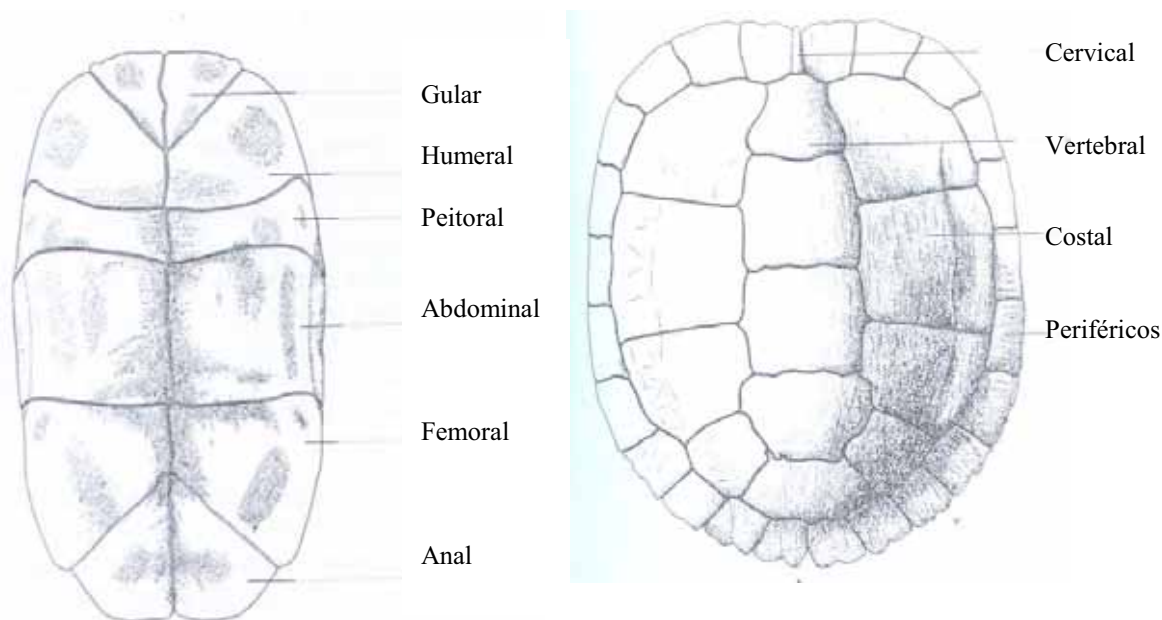 Gular
Humeral
Peitoral
Abdominal
Femoral
Anal
Cervical
Vertebral
Costal
Periféricos